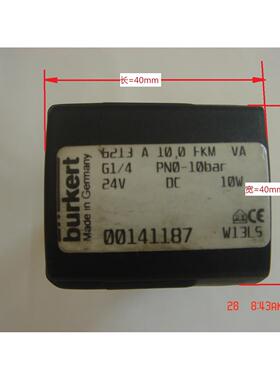 长=40mm
6213 A 10,0 FKM VA
G1/4 PN0-10bar
24V DC 10W
00141187
W13LS
CE
burkert
Made in Germany
宽=40mm
28 8:43AM